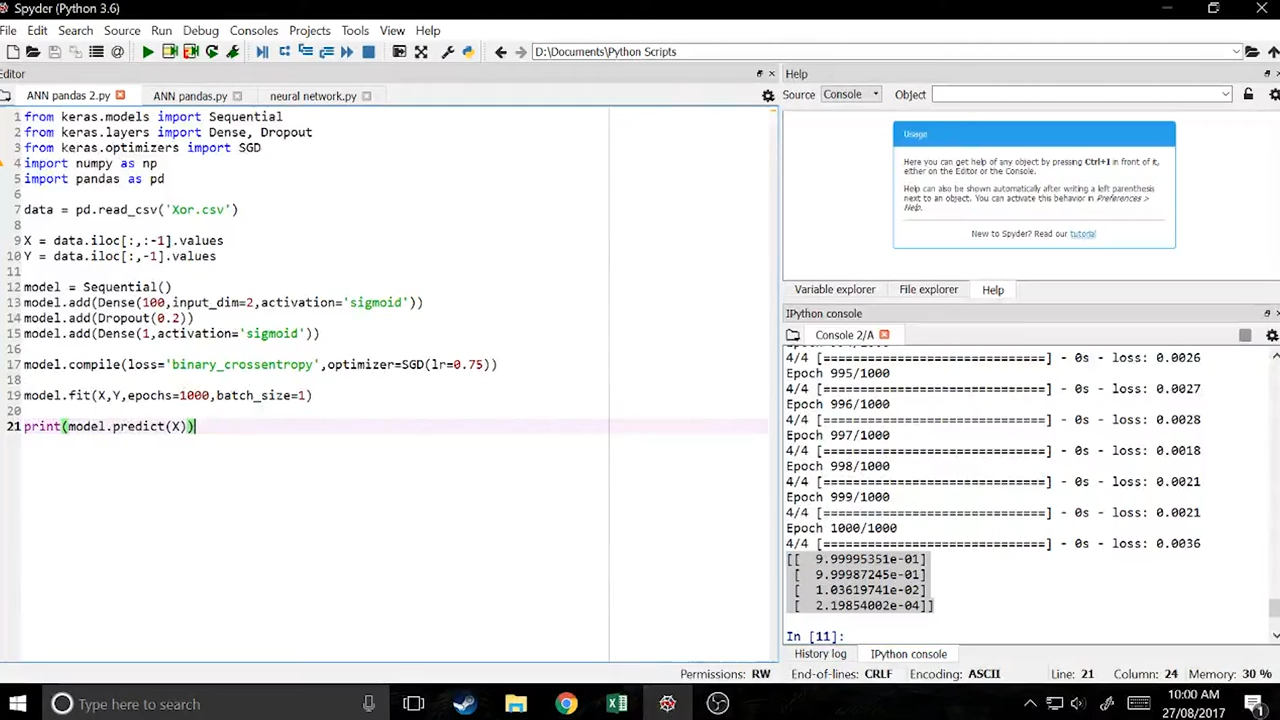 Spyder (Python 3.6)
File Edit Search Source Run Debug Consoles Projects Tools View Help
D:\Documents\Python Scripts
Editor
ANN pandas 2.py ANN pandas.py neural network.py
1 from keras.models import Sequential
2 from keras.layers import Dense, Dropout
3 from keras.optimizers import SGD
4 import numpy as np
5 import pandas as pd
6
7 data = pd.read_csv('Xor.csv')
8
9 X = data.iloc[:,:-1].values
10 Y = data.iloc[:,-1].values
11
12 model = Sequential()
13 model.add(Dense(100,input_dim=2,activation='sigmoid'))
14 model.add(Dropout(0.2))
15 model.add(Dense(1,activation='sigmoid'))
16
17 model.compile(loss='binary_crossentropy',optimizer=SGD(lr=0.75))
18
19 model.fit(X,Y,epochs=1000,batch_size=1)
20
21 print(model.predict(X))
Help
Source Console Object
Usage
Here you can get help of any object by pressing Ctrl+I in front of it,
either on the Editor or the Console.
Help can also be shown automatically after writing a left parenthesis
next to an object. You can activate this behavior in Preferences >
Help.
New to Spyder? Read our tutorial
Variable explorer File explorer Help
IPython console
Console 2/A
4/4 [==============================] - 0s - loss: 0.0026
Epoch 995/1000
4/4 [==============================] - 0s - loss: 0.0027
Epoch 996/1000
4/4 [==============================] - 0s - loss: 0.0028
Epoch 997/1000
4/4 [==============================] - 0s - loss: 0.0018
Epoch 998/1000
4/4 [==============================] - 0s - loss: 0.0021
Epoch 999/1000
4/4 [==============================] - 0s - loss: 0.0021
Epoch 1000/1000
4/4 [==============================] - 0s - loss: 0.0036
[[ 9.99995351e-01]
[ 9.99987245e-01]
[ 1.03619741e-02]
[ 2.19854002e-04]]
In [11]:
History log IPython console
Permissions: RW End-of-lines: CRLF Encoding: ASCII Line: 21 Column: 24 Memory: 30 %
Type here to search
10:00 AM
27/08/2017